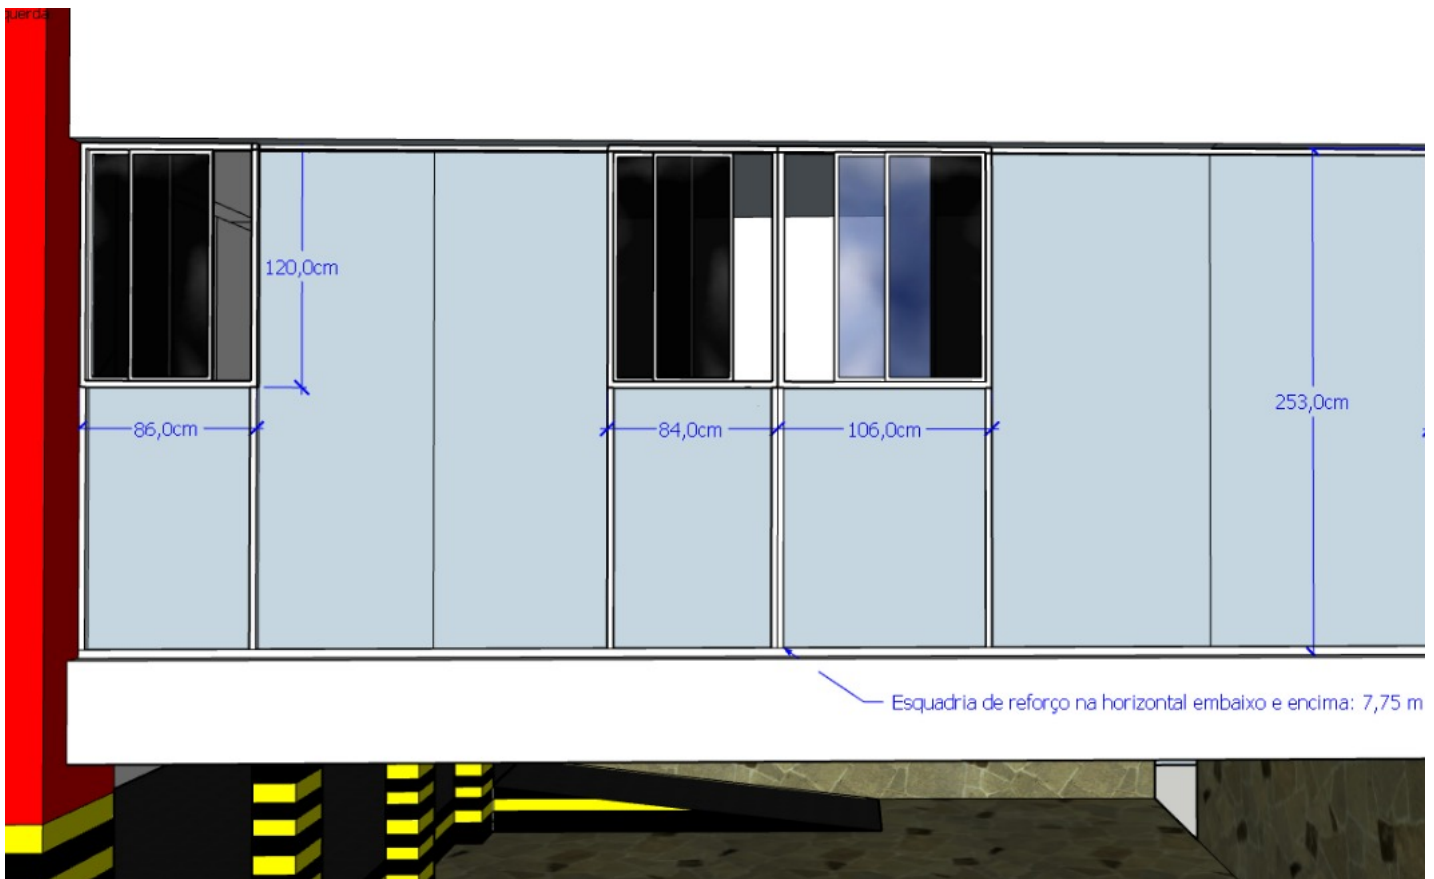 querda
120,0cm
253,0cm
86,0cm
84,0cm
106,0cm
Esquadria de reforço na horizontal embaixo e encima: 7,75 m